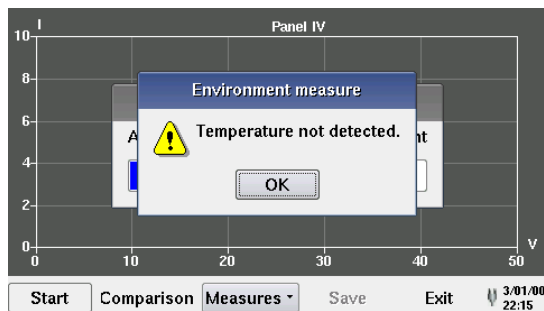 I
Panel IV
10
8
6
4
2
0
Environment measure
Temperature not detected.
OK
A
nt
V
0 10 20 30 40 50
Start Comparison Measures Save Exit 3/01/00
22:15